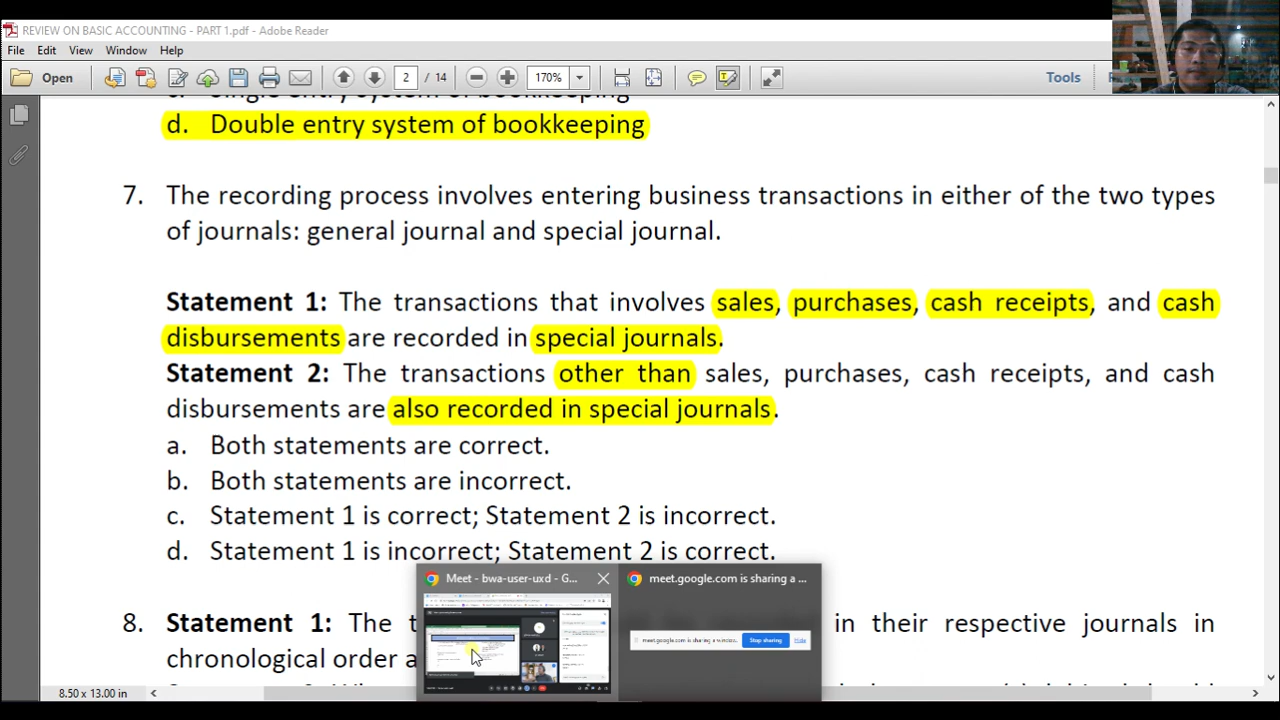 REVIEW ON BASIC ACCOUNTING - PART 1.pdf - Adobe Reader
File Edit View Window Help
Open 2 / 14 170% Tools
d. Double entry system of bookkeeping
7. The recording process involves entering business transactions in either of the two types
of journals: general journal and special journal.
Statement 1: The transactions that involves sales, purchases, cash receipts, and cash
disbursements are recorded in special journals.
Statement 2: The transactions other than sales, purchases, cash receipts, and cash
disbursements are also recorded in special journals.
a. Both statements are correct.
b. Both statements are incorrect.
c. Statement 1 is correct; Statement 2 is incorrect.
d. Statement 1 is incorrect; Statement 2 is correct.
Meet - bwa-user-uxd - G... meet.google.com is sharing a ...
8. Statement 1: The in their respective journals in
meet.google.com is sharing a window. Stop sharing Hide
chronological order
8.50 x 13.00 in